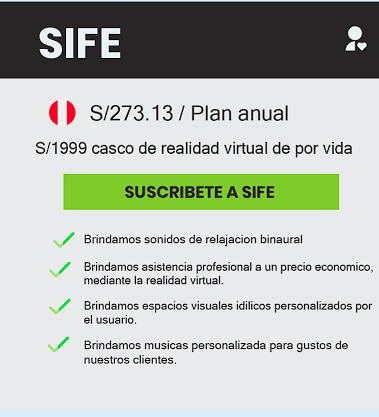 SIFE
S/273.13 / Plan anual
S/1999 casco de realidad virtual de por vida
SUSCRIBETE A SIFE
Brindamos sonidos de relajacion binaural
Brindamos asistencia profesional a un precio economico,
mediante la realidad virtual.
Brindamos espacios visuales idilicos personalizados por
el usuario.
Brindamos musicas personalizada para gustos de
nuestros clientes.